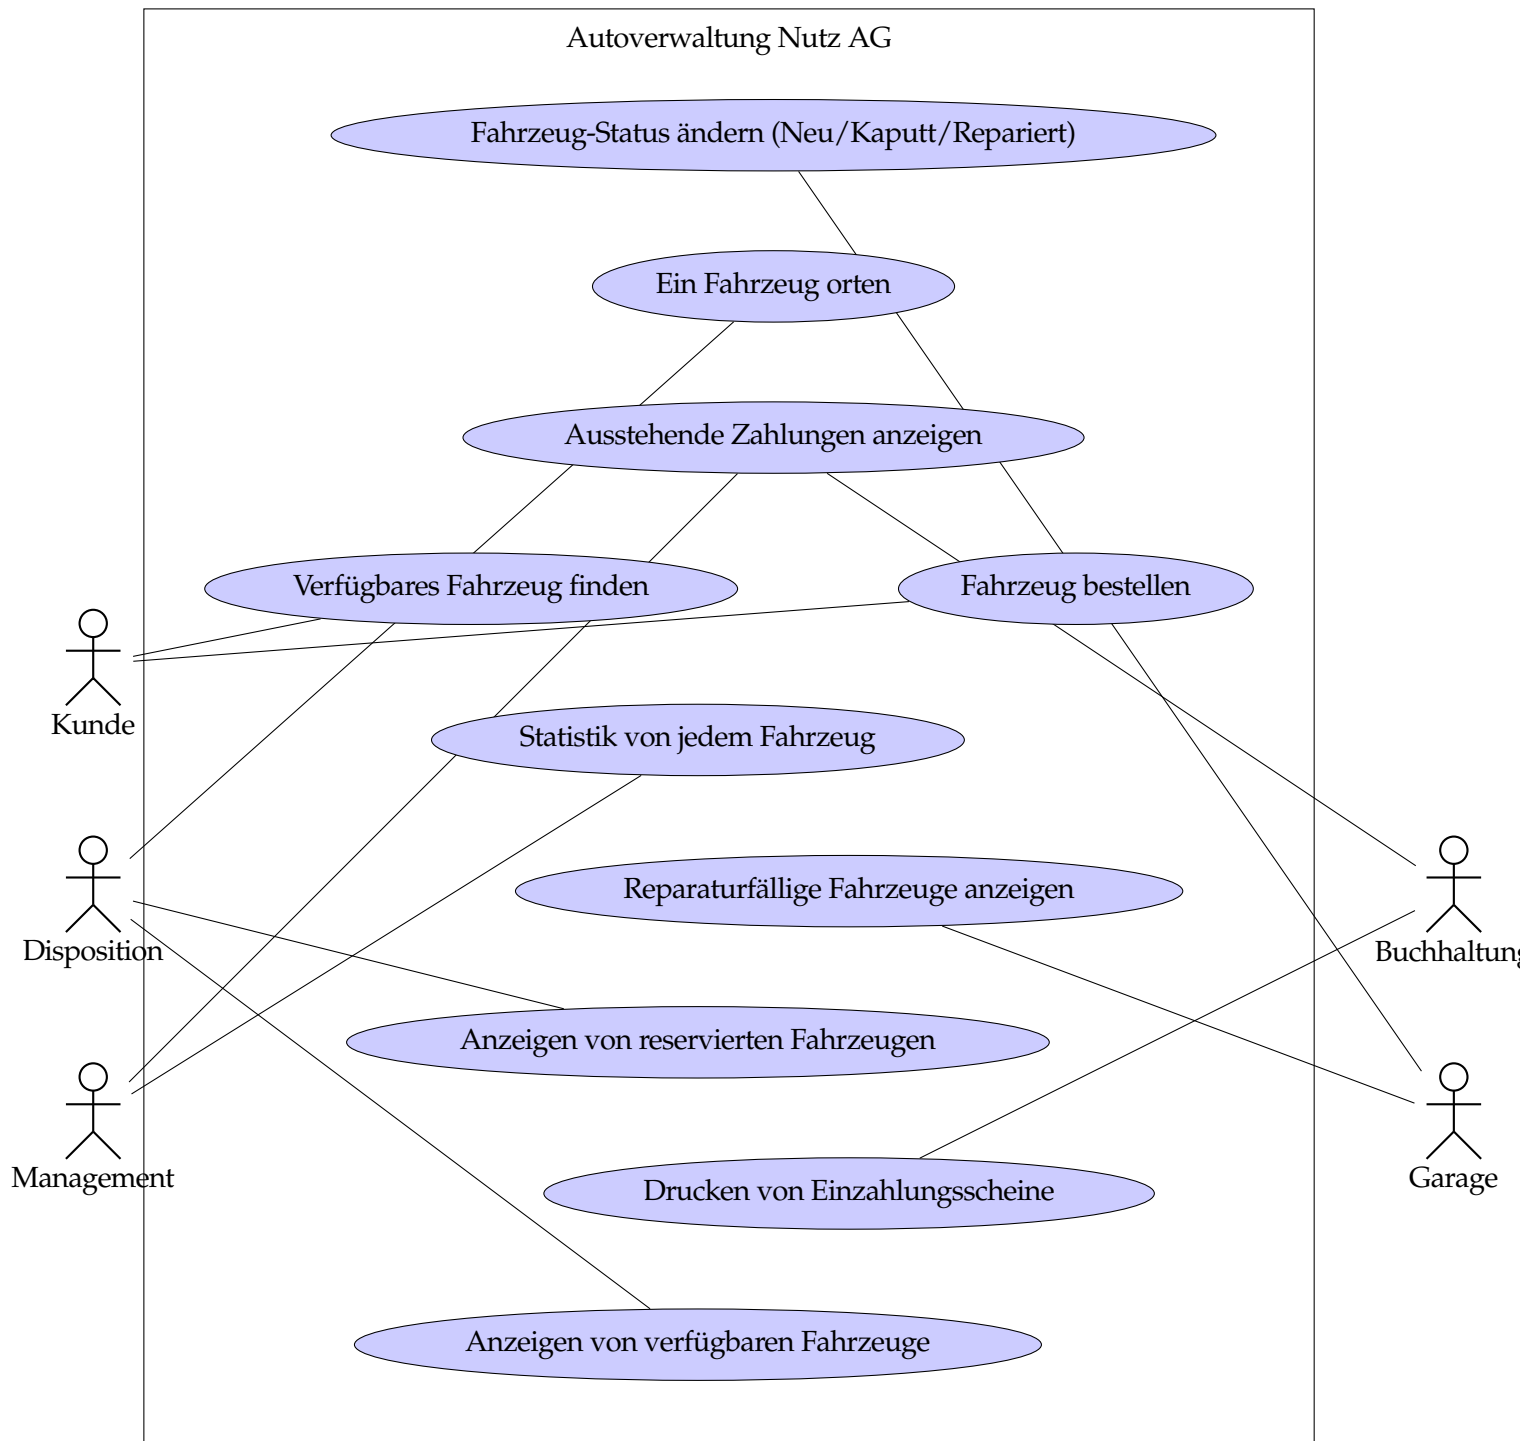 Autoverwaltung Nutz AG
Fahrzeug-Status ändern (Neu/Kaputt/Repariert)
Ein Fahrzeug orten
Ausstehende Zahlungen anzeigen
Verfügbares Fahrzeug finden
Fahrzeug bestellen
Kunde
Statistik von jedem Fahrzeug
Reparaturfällige Fahrzeuge anzeigen
Disposition
Buchhaltung
Anzeigen von reservierten Fahrzeugen
Management
Garage
Drucken von Einzahlungsscheine
Anzeigen von verfügbaren Fahrzeuge